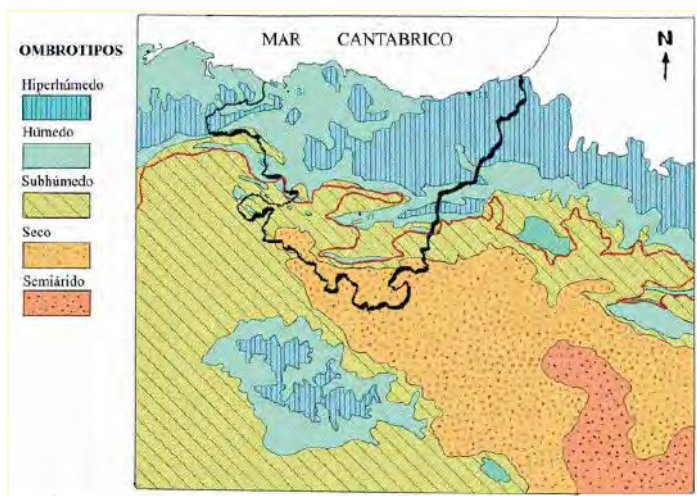 OMBROTIPOS
Hiperhúmedo
Húmedo
Subhúmedo
Seco
Semiárido
MAR CANTABRICO
N